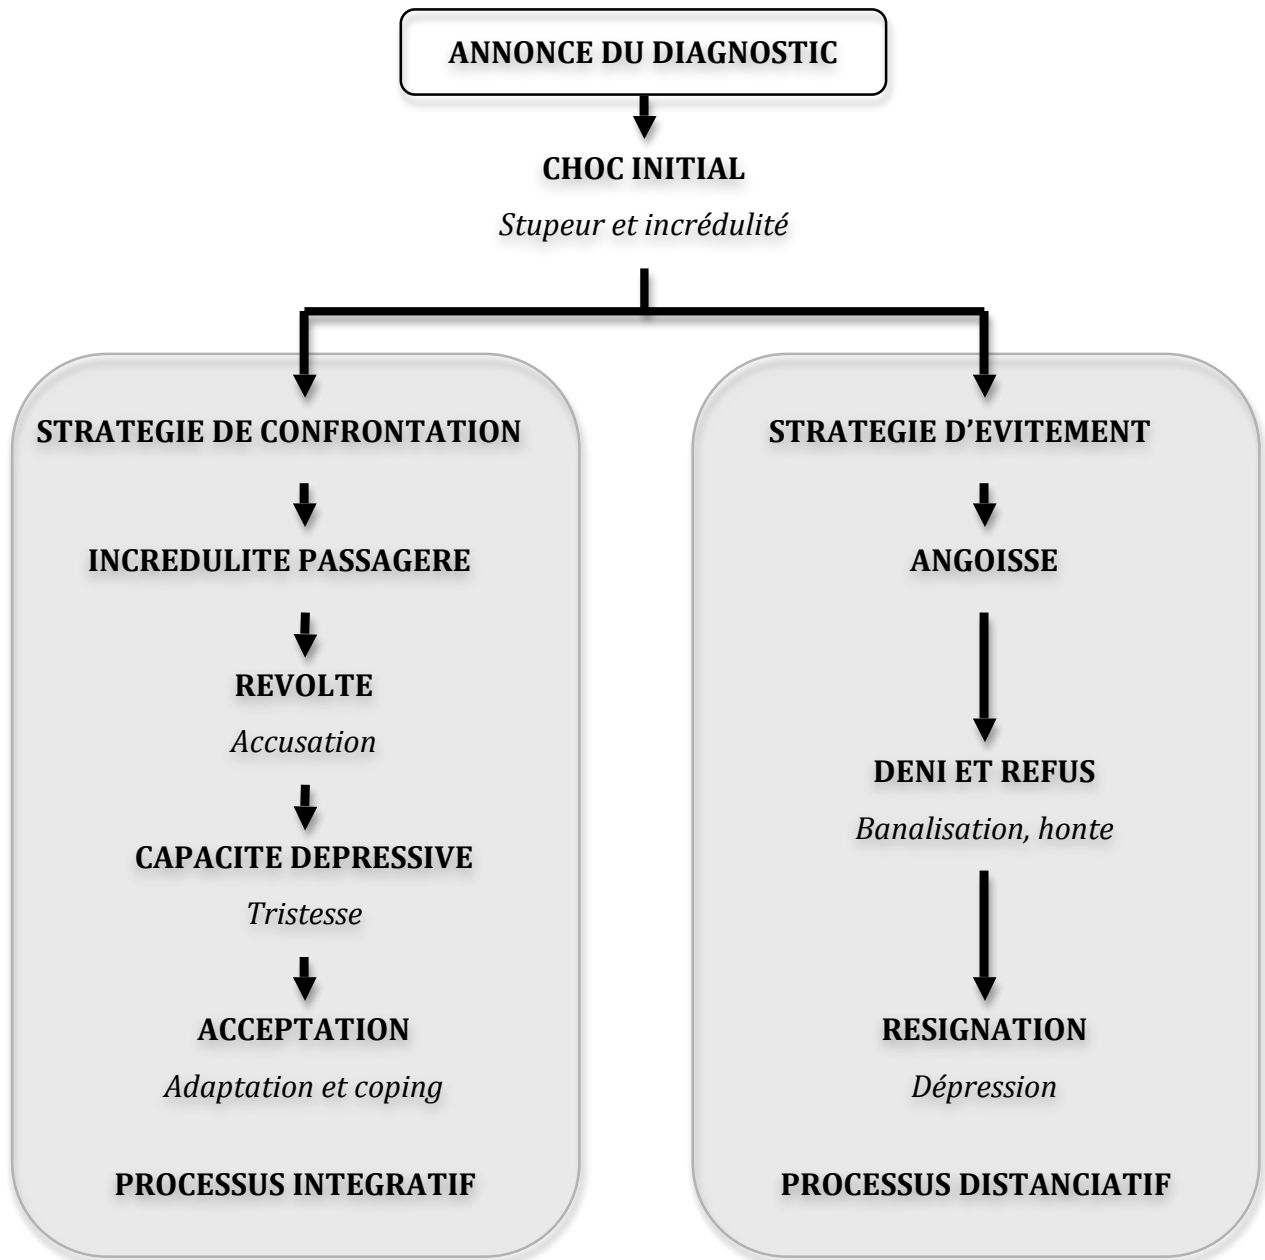 ANNONCE DU DIAGNOSTIC
CHOC INITIAL
Stupeur et incrédulité
STRATEGIE DE CONFRONTATION
INCREDULITE PASSAGERE
REVOLTE
Accusation
CAPACITE DEPRESSIVE
Tristesse
ACCEPTATION
Adaptation et coping
PROCESSUS INTEGRATIF
STRATEGIE D’EVITEMENT
ANGOISSE
DENI ET REFUS
Banalisation, honte
RESIGNATION
Dépression
PROCESSUS DISTANCIATIF